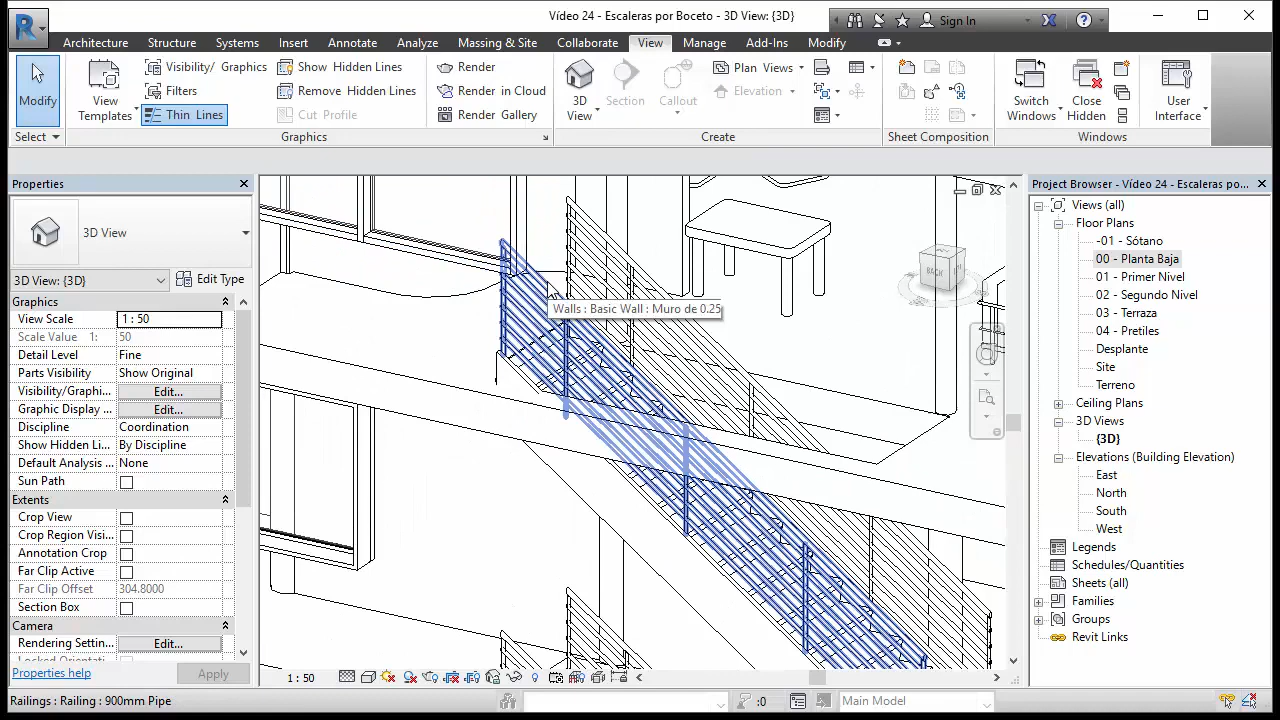 Vídeo 24 - Escaleras por Boceto - 3D View: {3D}
Sign In
Architecture Structure Systems Insert Annotate Analyze Massing & Site Collaborate View Manage Add-Ins Modify
Modify
Select
View Templates
Visibility/ Graphics
Filters
Thin Lines
Show Hidden Lines
Remove Hidden Lines
Cut Profile
Render
Render in Cloud
Render Gallery
Graphics
3D View
Section
Callout
Plan Views
Elevation
Create
Sheet Composition
Switch Windows
Close Hidden
User Interface
Windows
Properties
3D View
3D View: {3D}
Edit Type
Graphics
View Scale 1 : 50
Scale Value 1: 50
Detail Level Fine
Parts Visibility Show Original
Visibility/Graphi... Edit...
Graphic Display ... Edit...
Discipline Coordination
Show Hidden Li... By Discipline
Default Analysis ... None
Sun Path
Extents
Crop View
Crop Region Visi...
Annotation Crop
Far Clip Active
Far Clip Offset 304.8000
Section Box
Camera
Rendering Settin... Edit...
Properties help
Apply
Walls : Basic Wall : Muro de 0.25
BACK
1 : 50
Project Browser - Vídeo 24 - Escaleras po...
Views (all)
Floor Plans
-01 - Sótano
00 - Planta Baja
01 - Primer Nivel
02 - Segundo Nivel
03 - Terraza
04 - Pretiles
Desplante
Site
Terreno
Ceiling Plans
3D Views
{3D}
Elevations (Building Elevation)
East
North
South
West
Legends
Schedules/Quantities
Sheets (all)
Families
Groups
Revit Links
Railings : Railing : 900mm Pipe
:0
Main Model